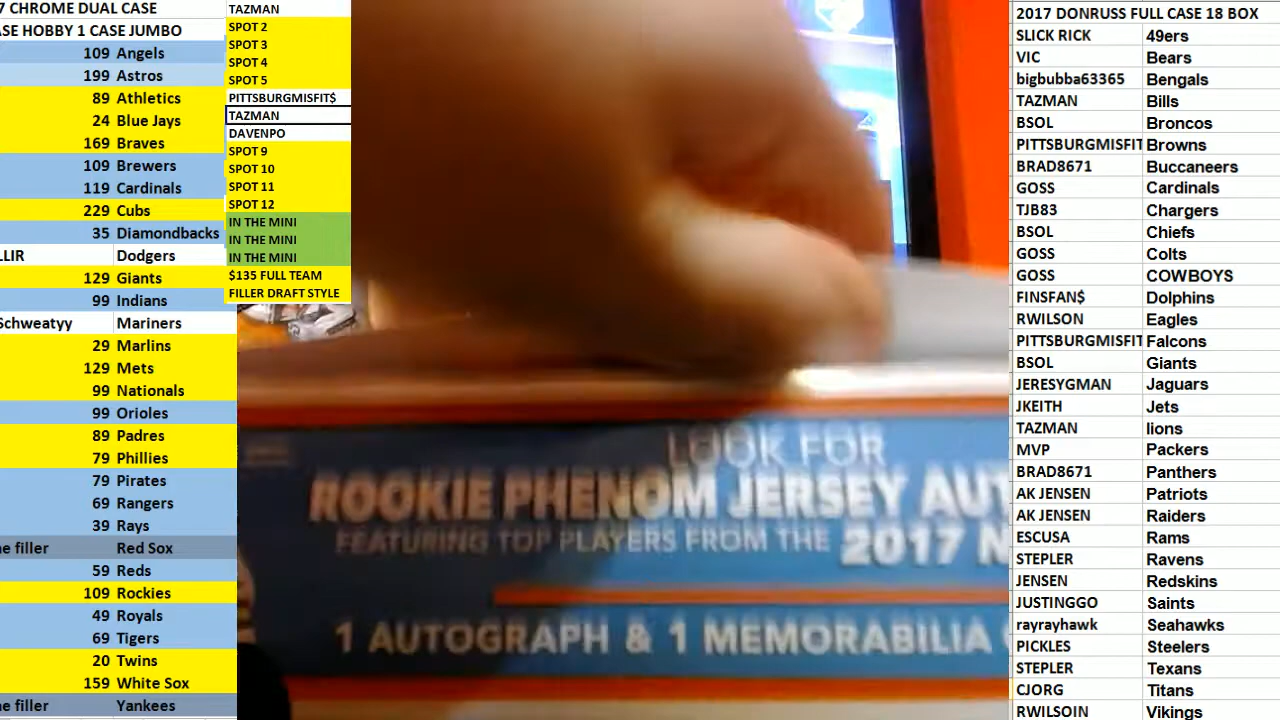 7 CHROME DUAL CASE
ASE HOBBY 1 CASE JUMBO
109 Angels
199 Astros
89 Athletics
24 Blue Jays
169 Braves
109 Brewers
119 Cardinals
229 Cubs
35 Diamondbacks
LLIR Dodgers
129 Giants
99 Indians
Schweatyy Mariners
29 Marlins
129 Mets
99 Nationals
99 Orioles
89 Padres
79 Phillies
79 Pirates
69 Rangers
39 Rays
ne filler Red Sox
59 Reds
109 Rockies
49 Royals
69 Tigers
20 Twins
159 White Sox
ne filler Yankees
TAZMAN
SPOT 2
SPOT 3
SPOT 4
SPOT 5
PITTSBURGMISFIT$
TAZMAN
DAVENPO
SPOT 9
SPOT 10
SPOT 11
SPOT 12
IN THE MINI
IN THE MINI
IN THE MINI
$135 FULL TEAM
FILLER DRAFT STYLE
LOOK FOR
ROOKIE PHENOM JERSEY AUT
FEATURING TOP PLAYERS FROM THE 2017 N
1 AUTOGRAPH & 1 MEMORABILIA
2017 DONRUSS FULL CASE 18 BOX
SLICK RICK 49ers
VIC Bears
bigbubba63365 Bengals
TAZMAN Bills
BSOL Broncos
PITTSBURGMISFIT Browns
BRAD8671 Buccaneers
GOSS Cardinals
TJB83 Chargers
BSOL Chiefs
GOSS Colts
GOSS COWBOYS
FINSFAN$ Dolphins
RWILSON Eagles
PITTSBURGMISFIT Falcons
BSOL Giants
JERESYGMAN Jaguars
JKEITH Jets
TAZMAN lions
MVP Packers
BRAD8671 Panthers
AK JENSEN Patriots
AK JENSEN Raiders
ESCUSA Rams
STEPLER Ravens
JENSEN Redskins
JUSTINGGO Saints
rayrayhawk Seahawks
PICKLES Steelers
STEPLER Texans
CJORG Titans
RWILSOIN Vikings